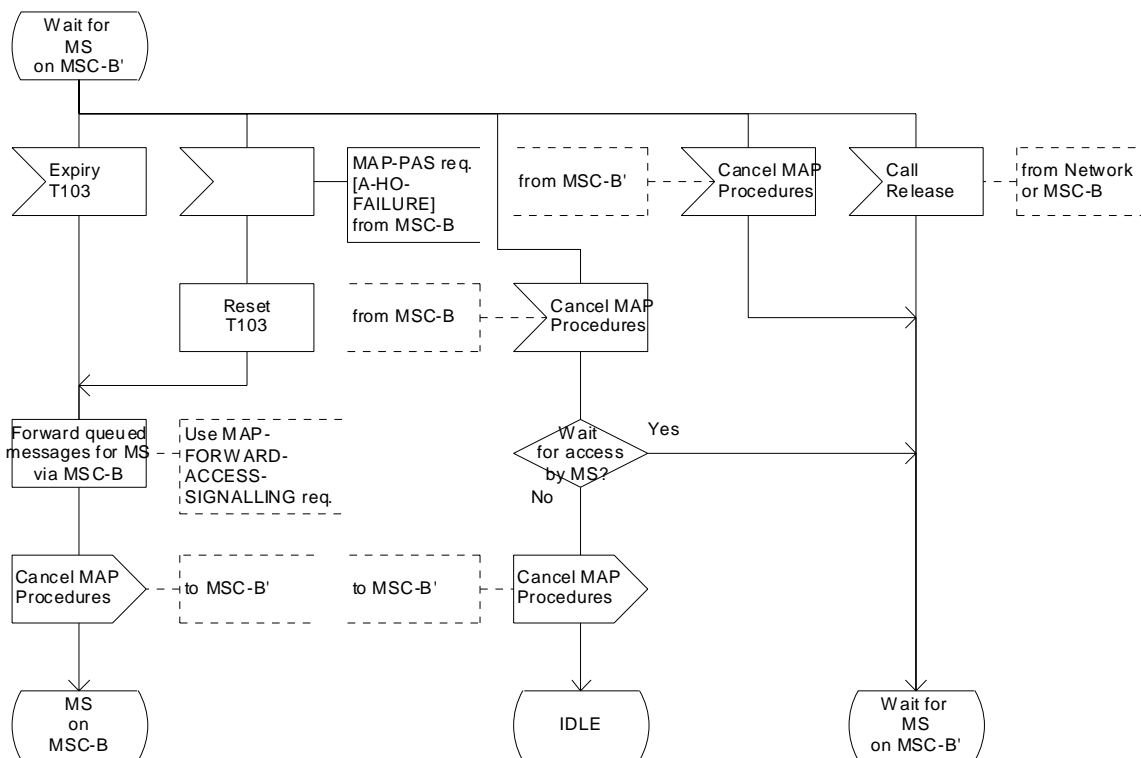 Wait for
MS
on MSC-B'
Expiry
T103
MAP-PAS req.
[A-HO-
FAILURE]
from MSC-B
from MSC-B'
Cancel MAP
Procedures
Call
Release
from Network
or MSC-B
Reset
T103
from MSC-B
Cancel MAP
Procedures
Forward queued
messages for MS
via MSC-B
Use MAP-
FORWARD-
ACCESS-
SIGNALLING req.
Wait
for access
by MS?
Yes
No
Cancel MAP
Procedures
to MSC-B'
to MSC-B'
Cancel MAP
Procedures
MS
on
MSC-B
IDLE
Wait for
MS
on MSC-B'